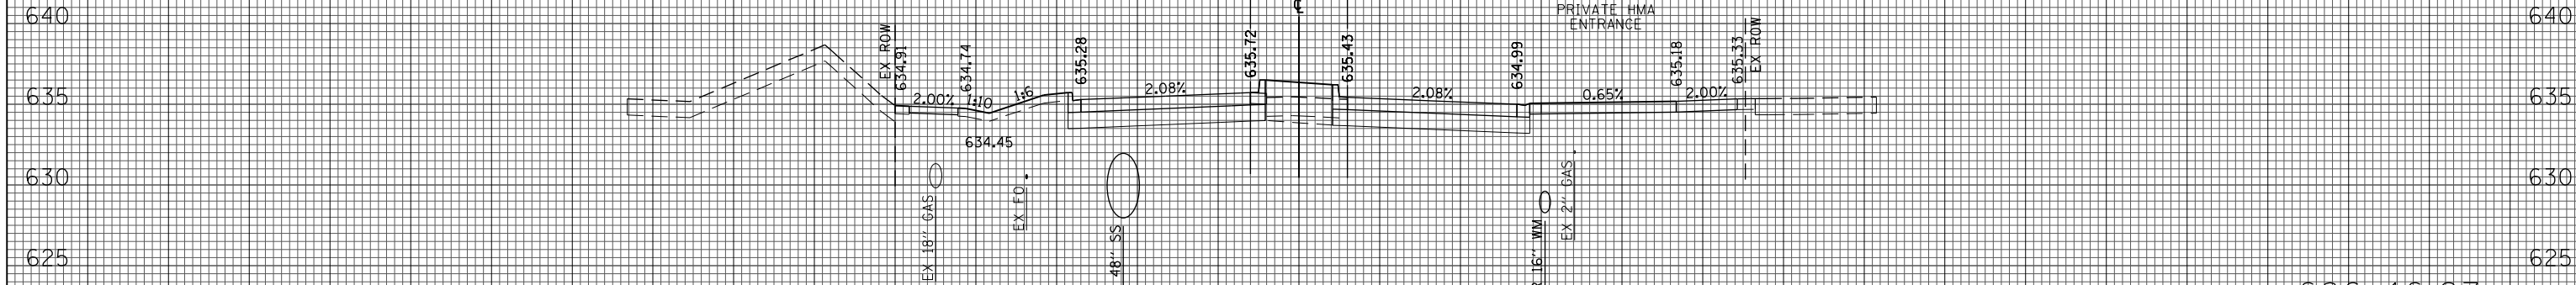 640
℄
PRIVATE HMA
ENTRANCE
640
EX ROW
634.91
634.74
635.28
635.72
635.43
634.99
635.18
635.33
EX ROW
635
2.00%
1:10
1:6
2.08%
2.08%
0.65%
2.00%
635
634.45
630
EX 18" GAS
EX FO
48" SS
16" WM
EX 2" GAS
630
625
625